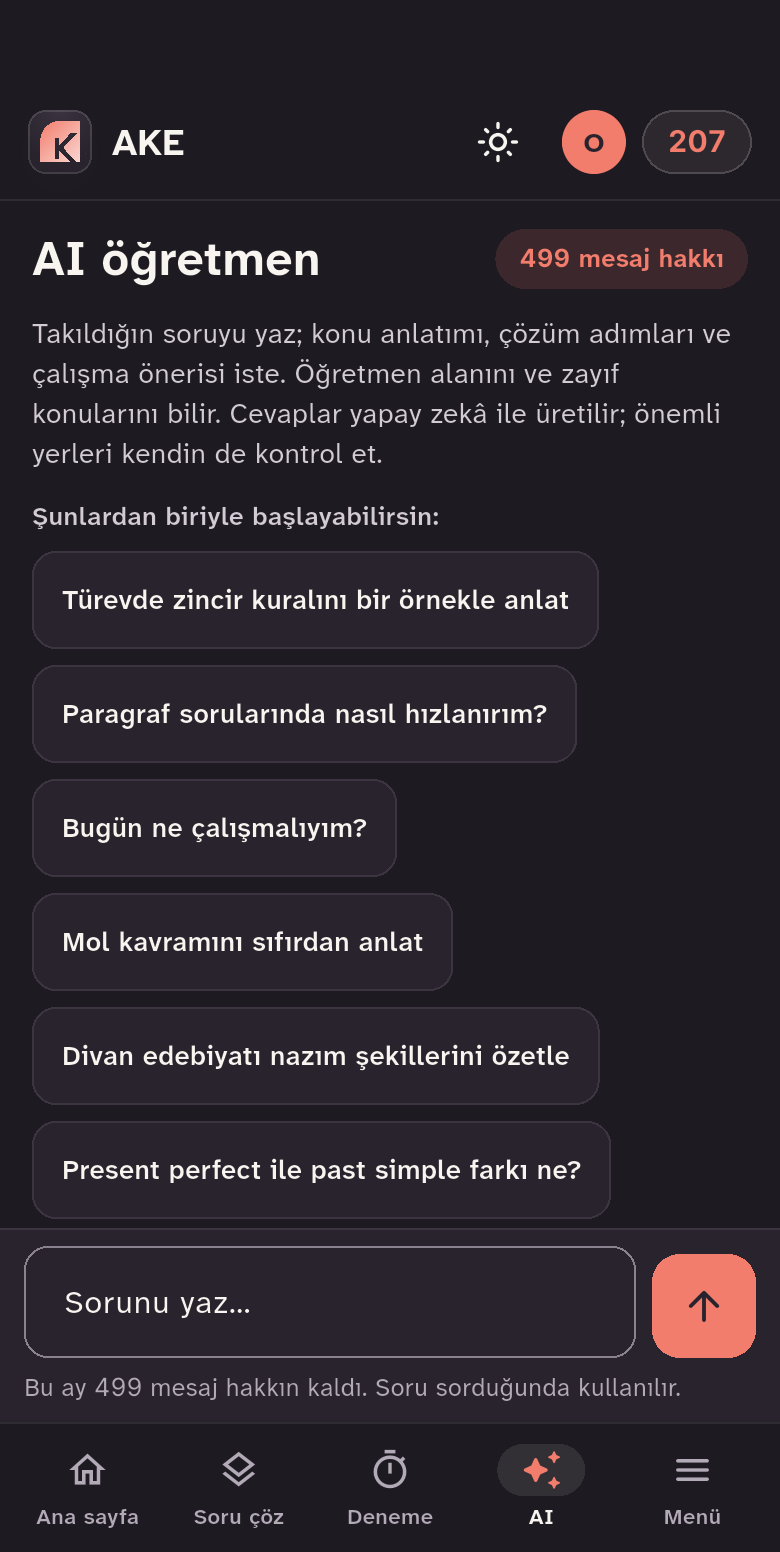 K AKE o 207
AI öğretmen 499 mesaj hakkı
Takıldığın soruyu yaz; konu anlatımı, çözüm adımları ve
çalışma önerisi iste. Öğretmen alanını ve zayıf
konularını bilir. Cevaplar yapay zekâ ile üretilir; önemli
yerleri kendin de kontrol et.
Şunlardan biriyle başlayabilirsin:
Türevde zincir kuralını bir örnekle anlat
Paragraf sorularında nasıl hızlanırım?
Bugün ne çalışmalıyım?
Mol kavramını sıfırdan anlat
Divan edebiyatı nazım şekillerini özetle
Present perfect ile past simple farkı ne?
Sorunu yaz...
Bu ay 499 mesaj hakkın kaldı. Soru sorduğunda kullanılır.
Ana sayfa Soru çöz Deneme AI Menü